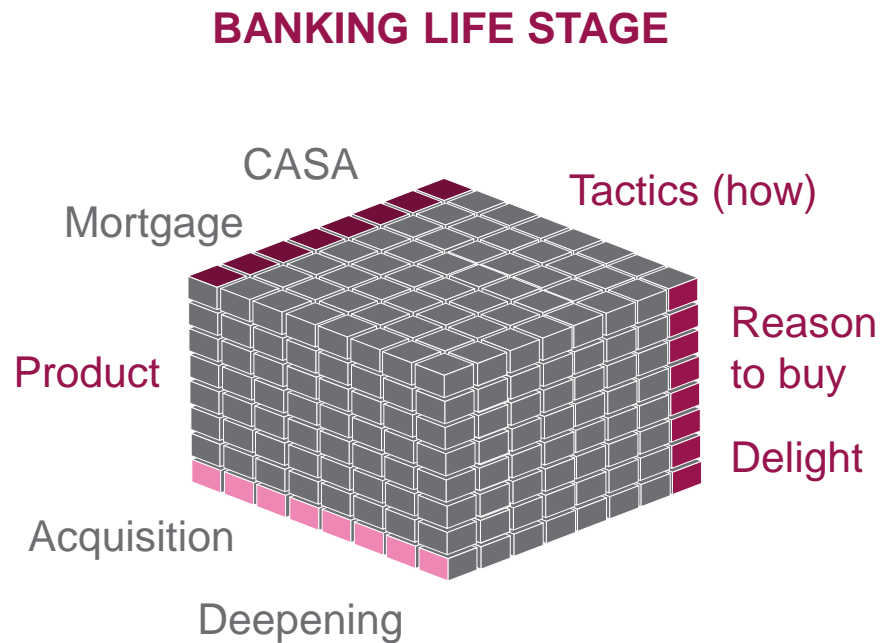 BANKING LIFE STAGE
CASA
Tactics (how)
Mortgage
Reason
to buy
Product
Delight
Acquisition
Deepening